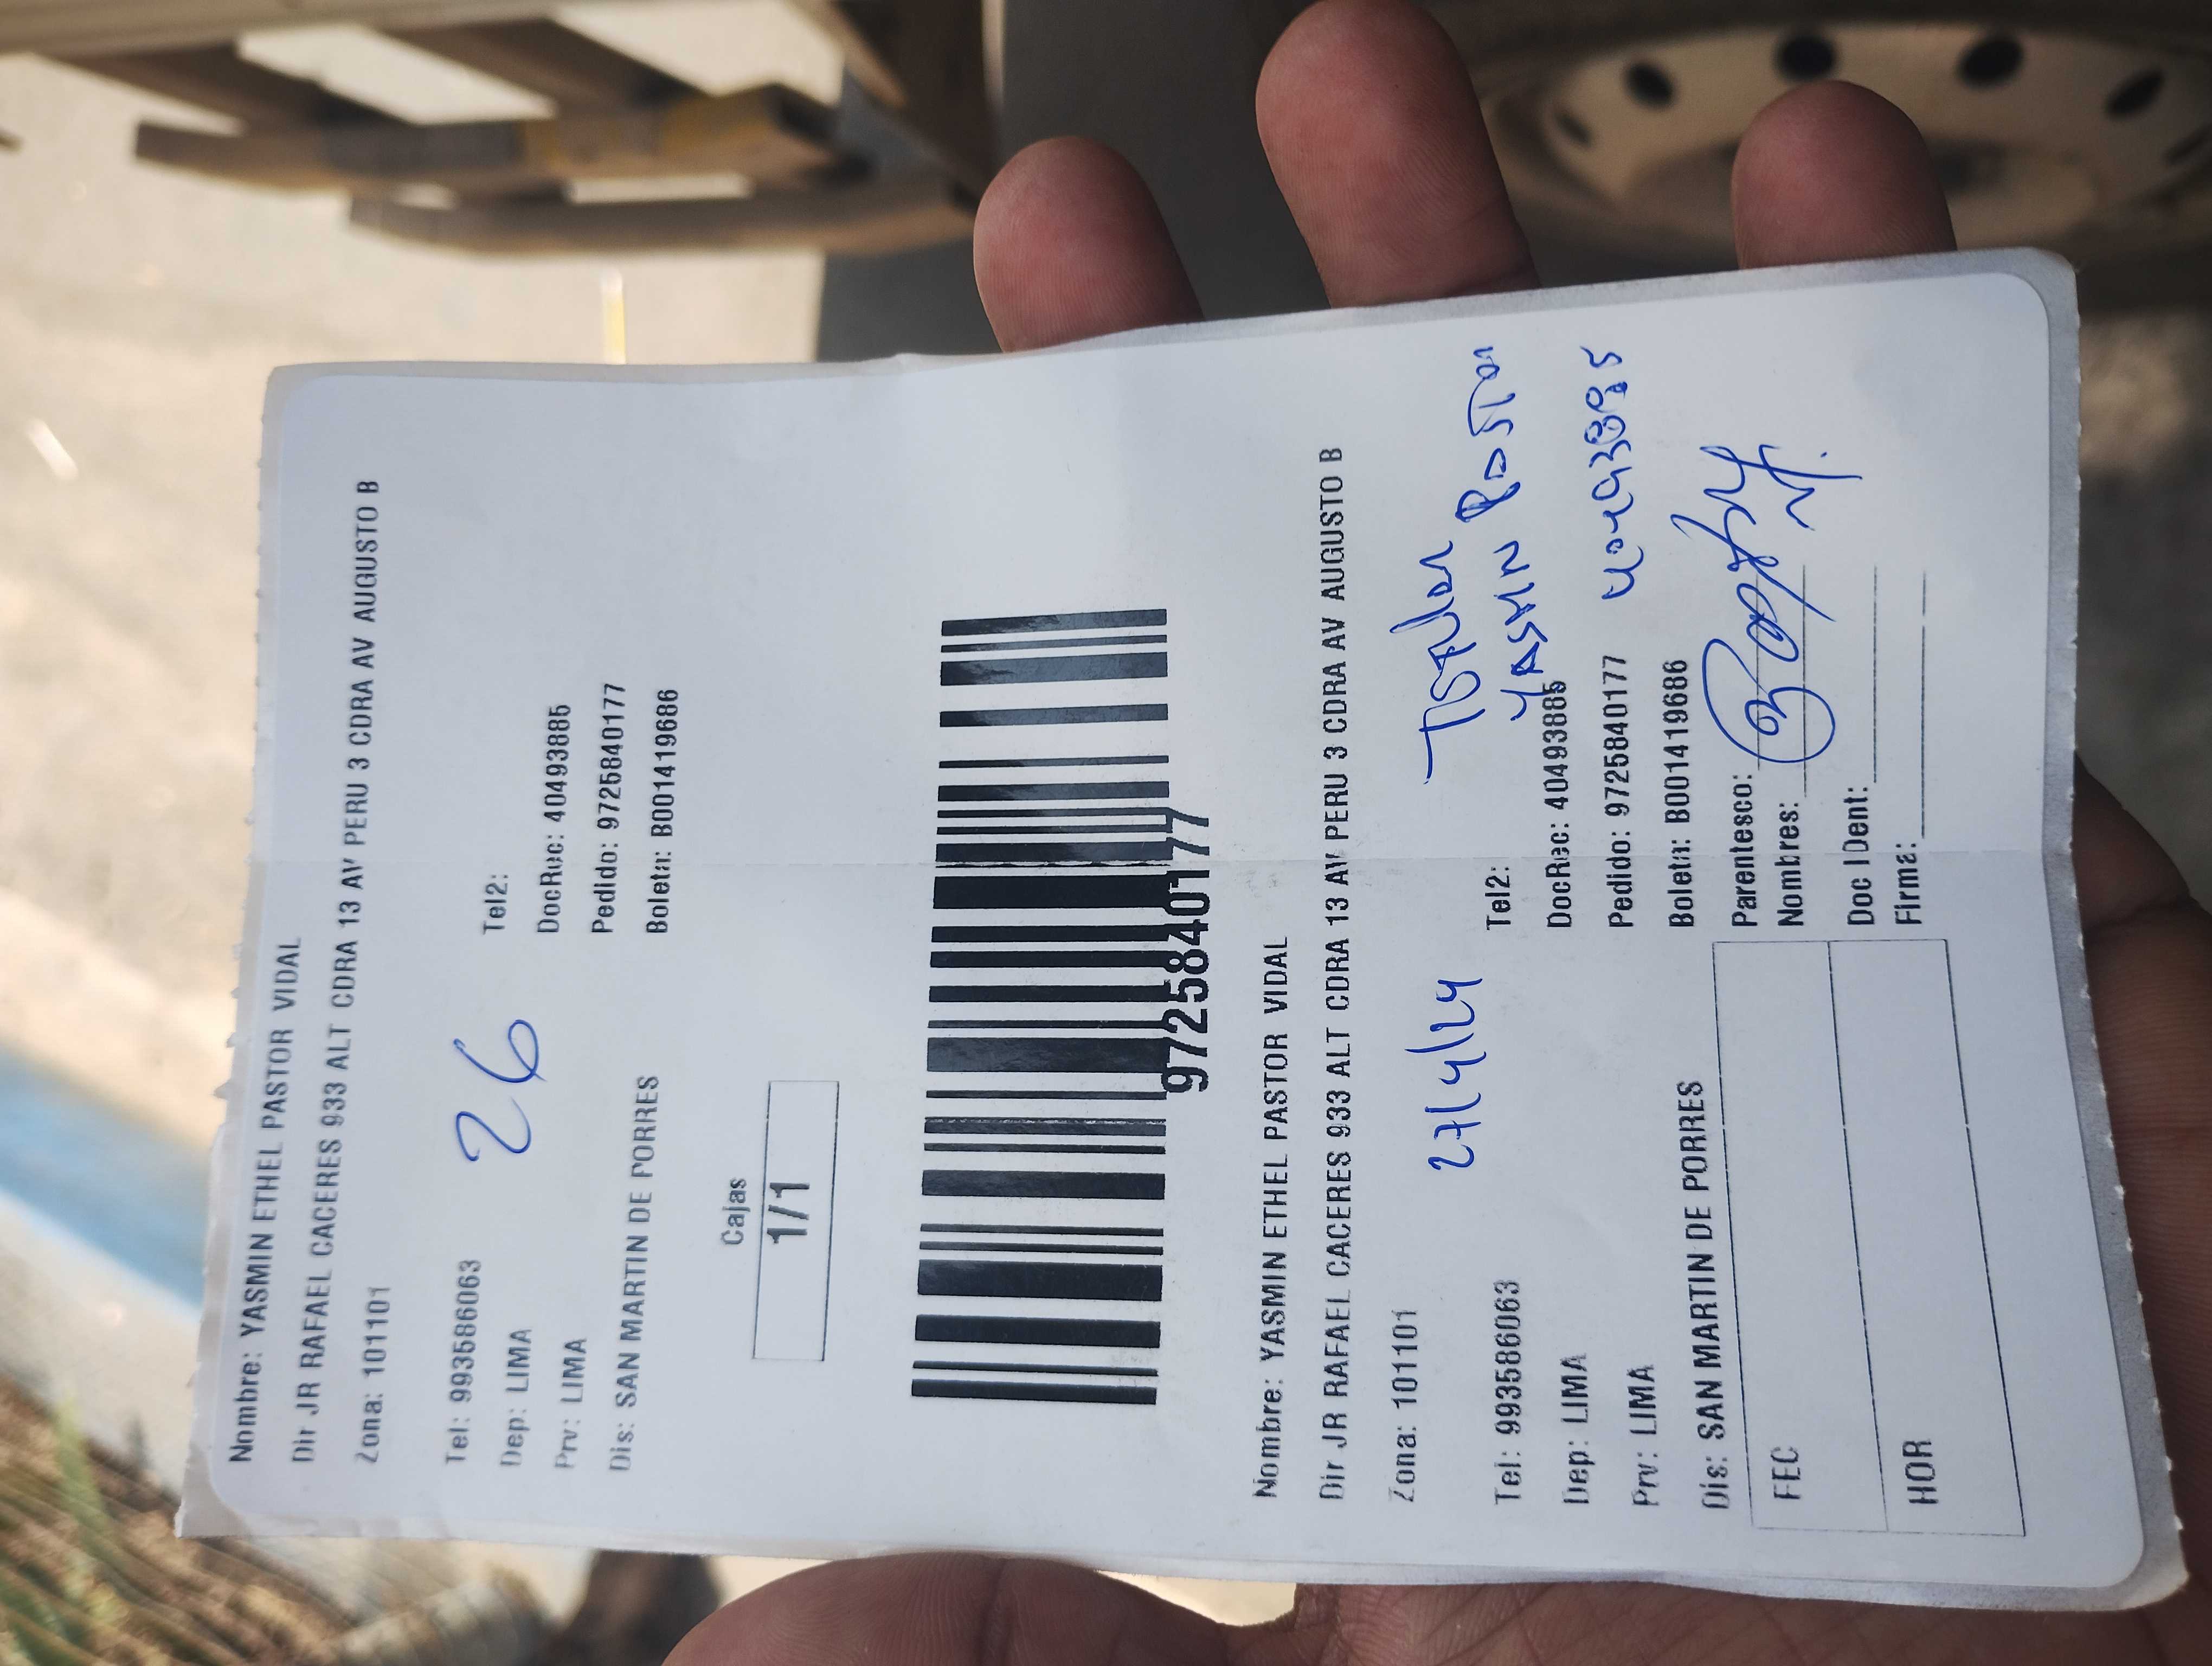 Nombre: YASMIN ETHEL PASTOR VIDAL
Dir JR RAFAEL CACERES 933 ALT CDRA 13 AV PERU 3 CDRA AV AUGUSTO B
Zona: 101101
26
Tel: 993586063 Tel2:
Dep: LIMA DocRec: 40493885
Prv: LIMA Pedido: 9725840177
Dis: SAN MARTIN DE PORRES Boleta: B001419686
Cajas
1/1
9725840177
Nombre: YASMIN ETHEL PASTOR VIDAL
Dir JR RAFAEL CACERES 933 ALT CDRA 13 AV PERU 3 CDRA AV AUGUSTO B
Zona: 101101
27/4/24 Titular
YASMIN PASTOR
Tel: 993586063 Tel2:
Dep: LIMA DocRec: 40493885
Prv: LIMA Pedido: 9725840177 40493885
Dis: SAN MARTIN DE PORRES Boleta: B001419686
FEC Parentesco:
Nombres:
HOR Doc IDent:
Firma: